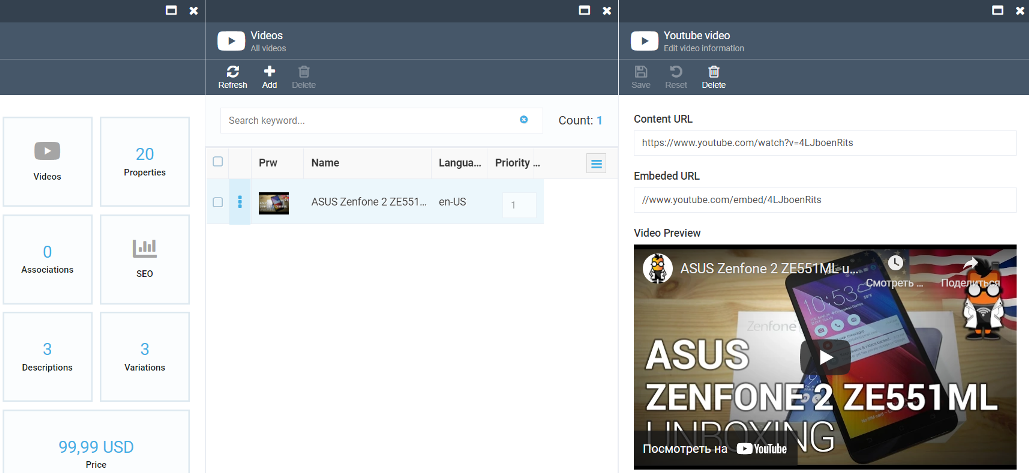 Videos
20
Properties
0
Associations
SEO
3
Descriptions
3
Variations
99,99 USD
Price
Videos
All videos
Refresh
Add
Delete
Search keyword...
Count: 1
Prw
Name
Langua...
Priority ...
ASUS Zenfone 2 ZE551...
en-US
1
Youtube video
Edit video information
Save
Reset
Delete
Content URL
https://www.youtube.com/watch?v=4LJboenRits
Embeded URL
//www.youtube.com/embed/4LJboenRits
Video Preview
ASUS Zenfone 2 ZE551ML u...
Смотреть ...
Поделиться
10:53
Zenfone
ASUS
ZENFONE 2 ZE551ML
UNBOXING
Посмотреть на YouTube